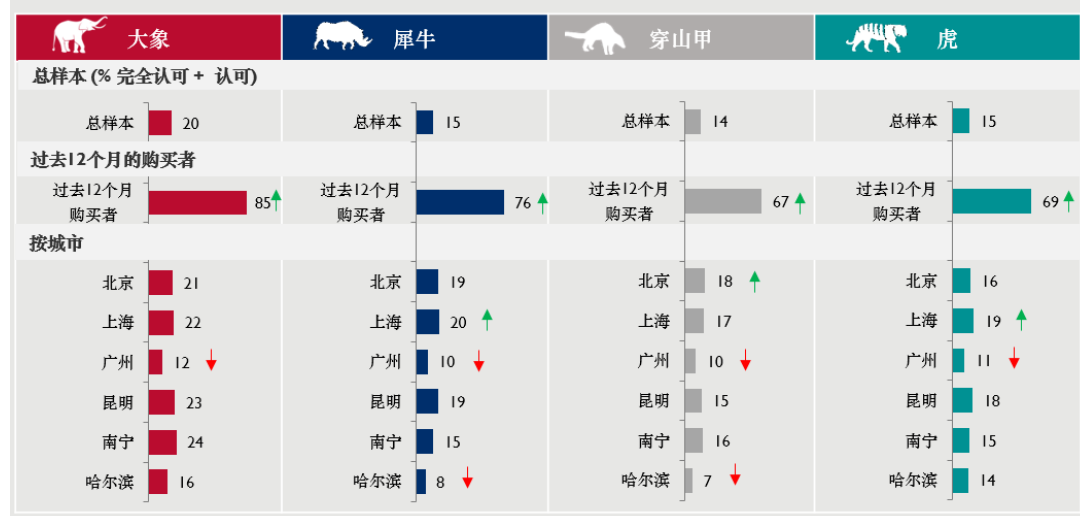 大象 犀牛 穿山甲 虎
总样本 (% 完全认可 + 认可)
总样本 20 总样本 15 总样本 14 总样本 15
过去12个月的购买者
过去12个月 过去12个月 过去12个月 过去12个月
购买者 85 购买者 76 购买者 67 购买者 69
按城市
北京 21 北京 19 北京 18 北京 16
上海 22 上海 20 上海 17 上海 19
广州 12 广州 10 广州 10 广州 11
昆明 23 昆明 19 昆明 15 昆明 18
南宁 24 南宁 15 南宁 16 南宁 15
哈尔滨 16 哈尔滨 8 哈尔滨 7 哈尔滨 14